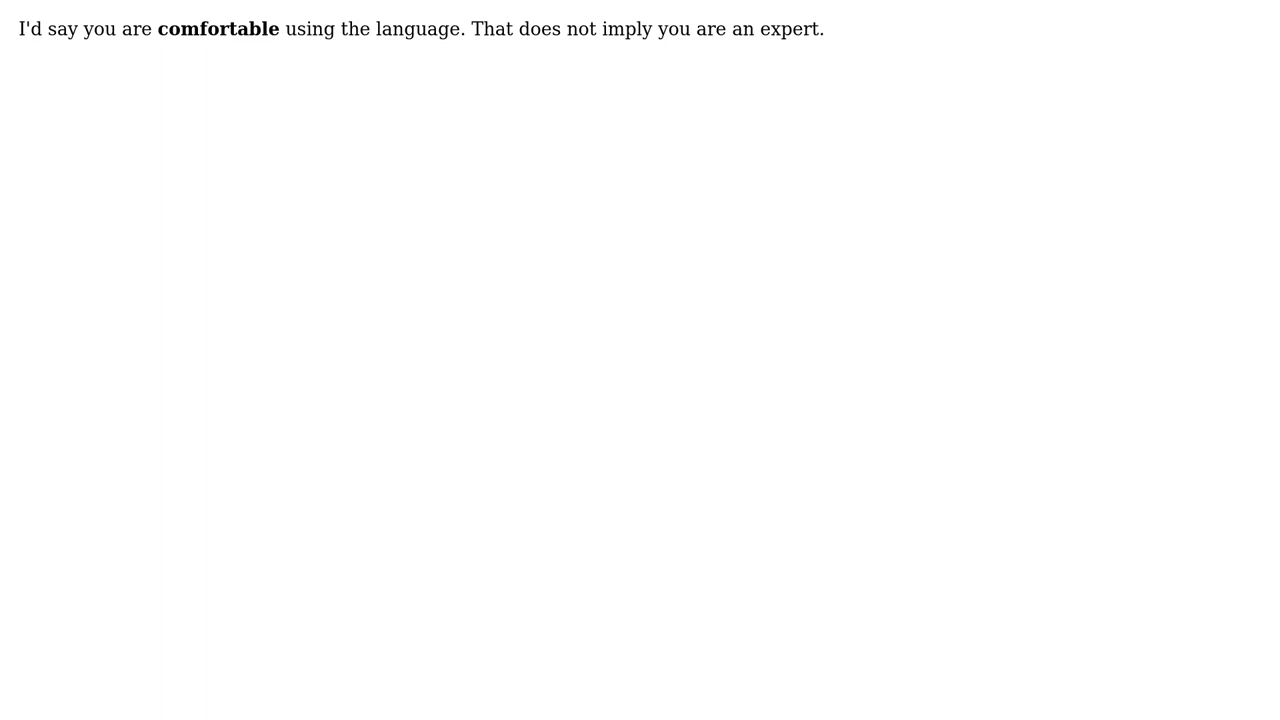 I'd say you are comfortable using the language. That does not imply you are an expert.